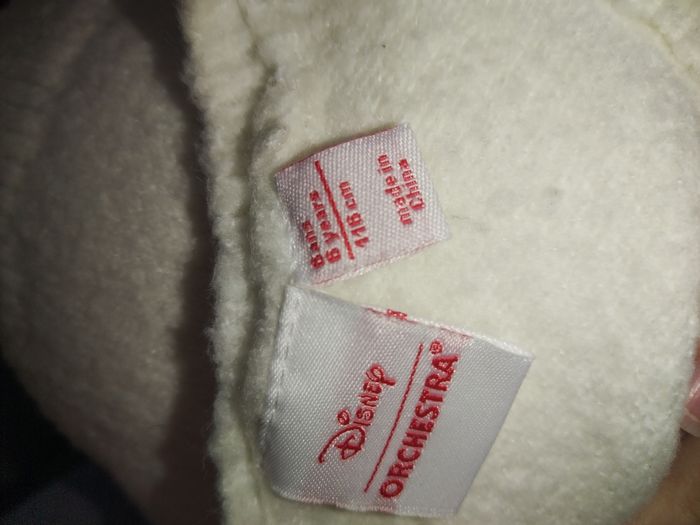 6 ans
6 years
116 cm
made in
China
Disney
ORCHESTRA®